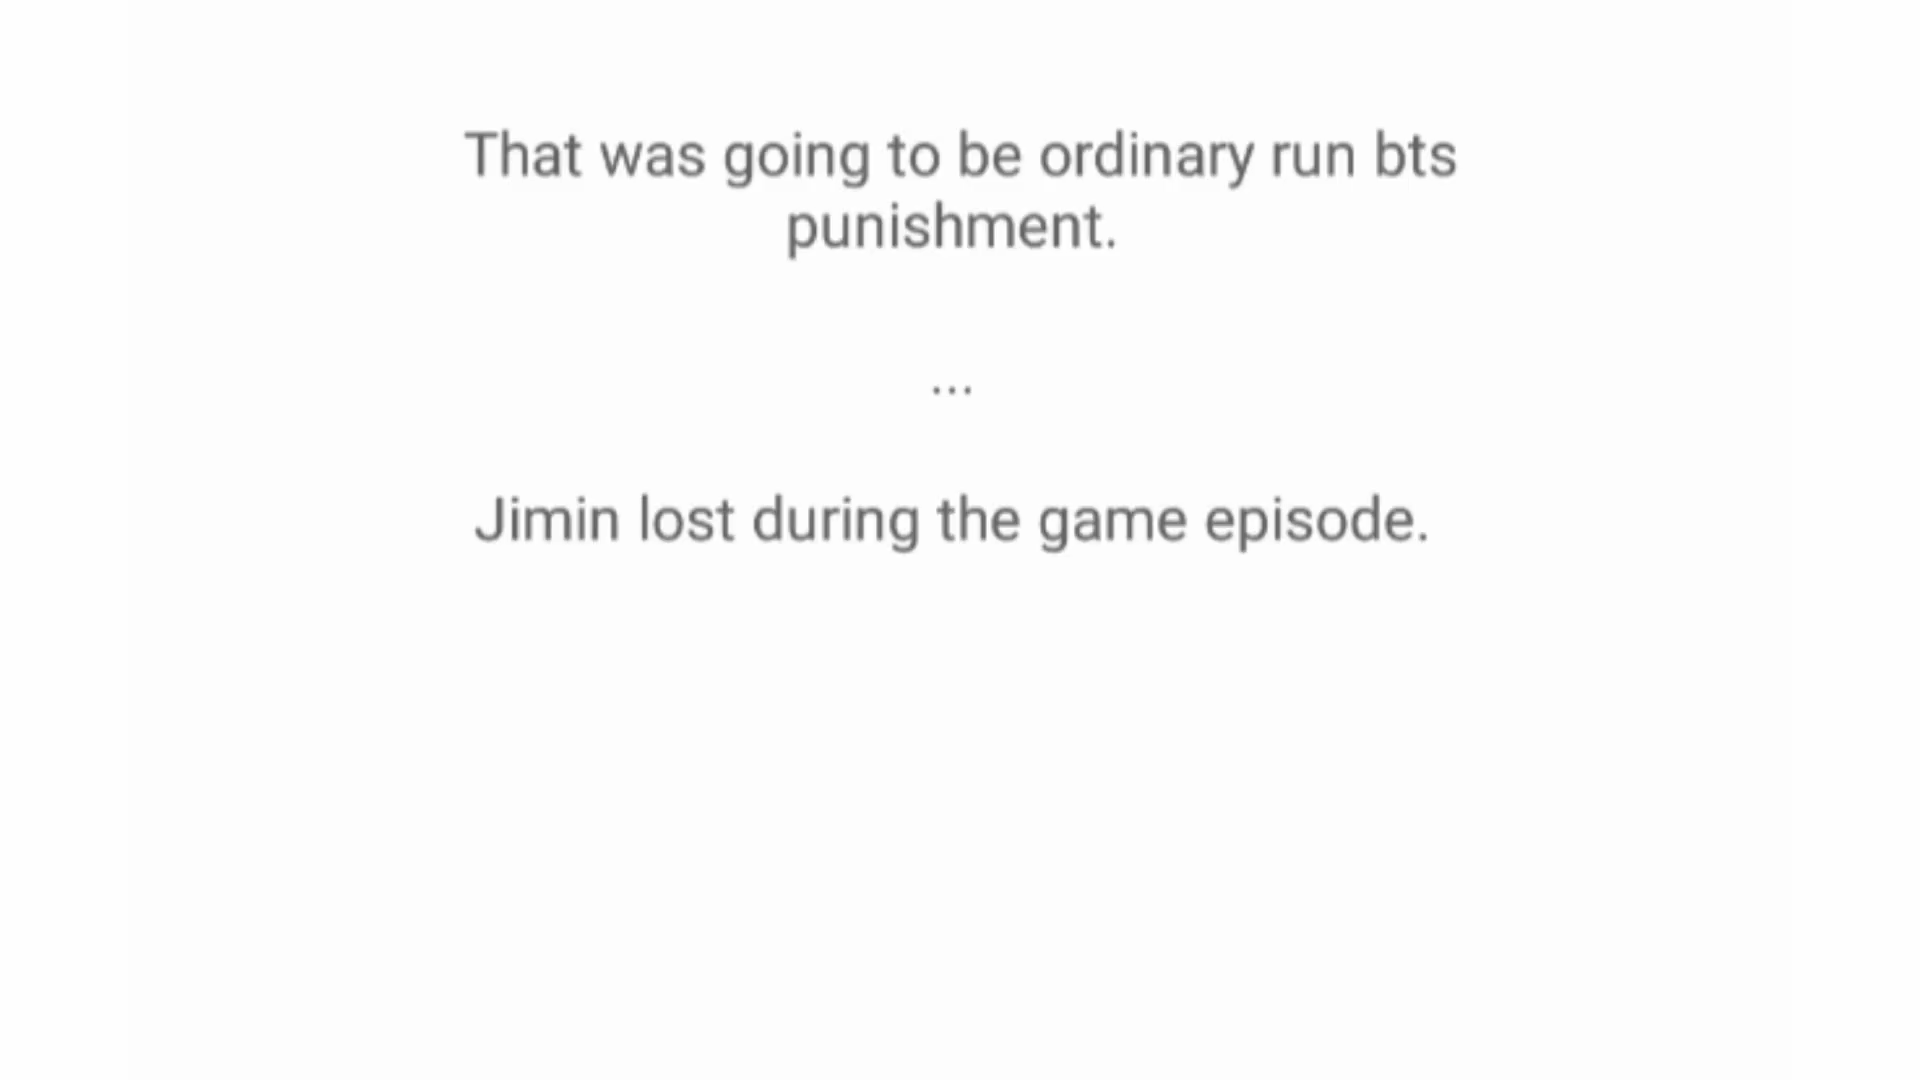 That was going to be ordinary run bts
punishment.
...
Jimin lost during the game episode.